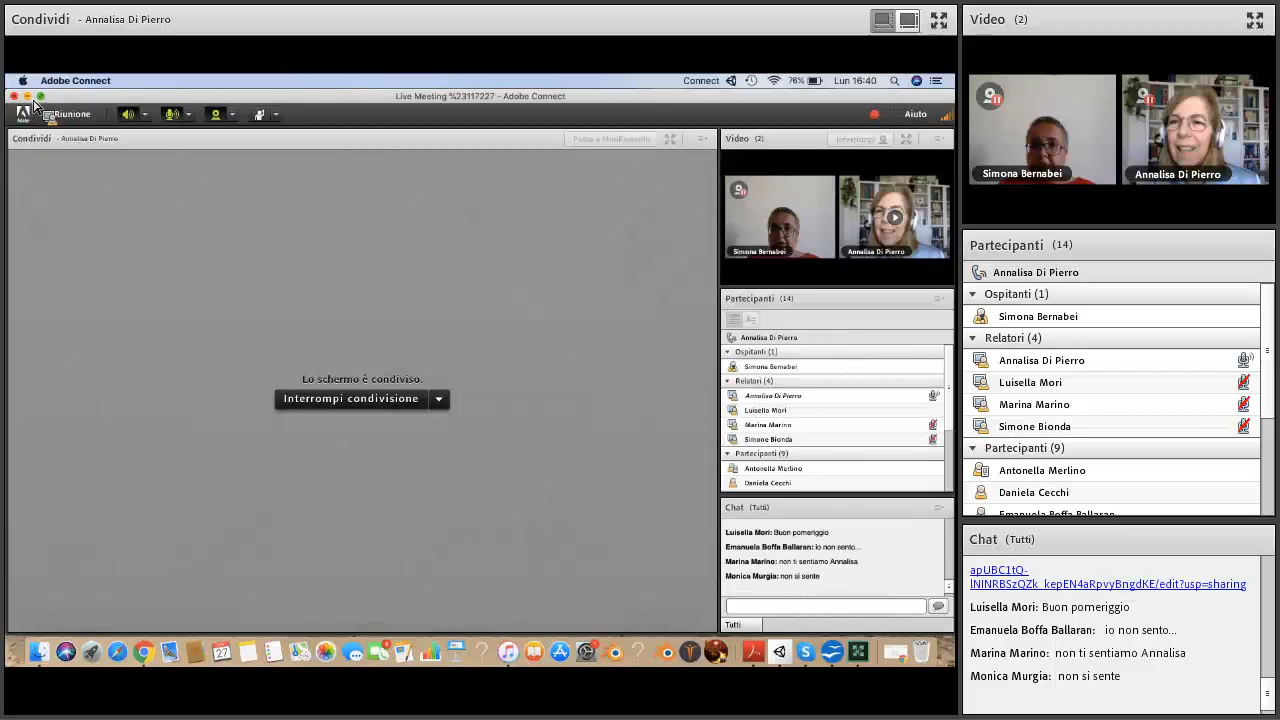 Condividi - Annalisa Di Pierro
Adobe Connect
Connect
76%
Lun 16:40
Live Meeting %23117227 - Adobe Connect
Adobe
Riunione
Aiuto
Condividi - Annalisa Di Pierro
Lo schermo è condiviso.
Interrompi condivisione
Video (2)
Interrompi
Simona Bernabei
Annalisa Di Pierro
Partecipanti (14)
Annalisa Di Pierro
Ospitanti (1)
Simona Bernabei
Relatori (4)
Annalisa Di Pierro
Luisella Mori
Marina Marino
Simone Bionda
Partecipanti (9)
Antonella Merlino
Daniela Cecchi
Chat (Tutti)
Luisella Mori: Buon pomeriggio
Emanuela Boffa Ballaran: io non sento...
Marina Marino: non ti sentiamo Annalisa
Monica Murgia: non si sente
Tutti
27
Video (2)
Simona Bernabei
Annalisa Di Pierro
Partecipanti (14)
Annalisa Di Pierro
Ospitanti (1)
Simona Bernabei
Relatori (4)
Annalisa Di Pierro
Luisella Mori
Marina Marino
Simone Bionda
Partecipanti (9)
Antonella Merlino
Daniela Cecchi
Emanuela Boffa Ballaran
Chat (Tutti)
apUBC1tQ-
lNINRBSzQZk_kepEN4aRpvyBngdKE/edit?usp=sharing
Luisella Mori: Buon pomeriggio
Emanuela Boffa Ballaran: io non sento...
Marina Marino: non ti sentiamo Annalisa
Monica Murgia: non si sente